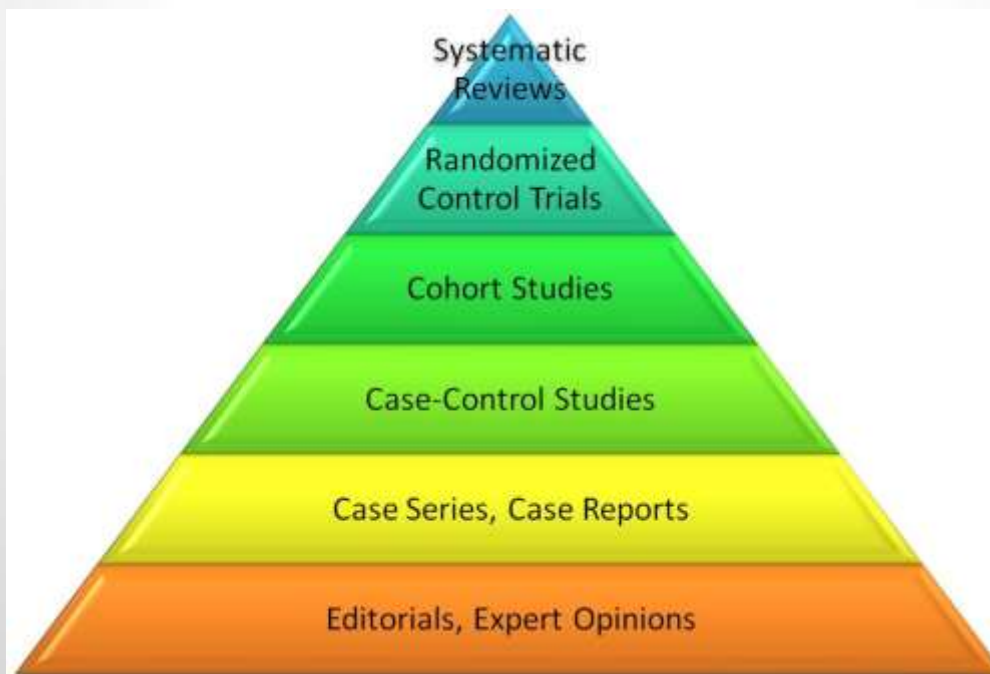 Systematic
Reviews
Randomized
Control Trials
Cohort Studies
Case-Control Studies
Case Series, Case Reports
Editorials, Expert Opinions